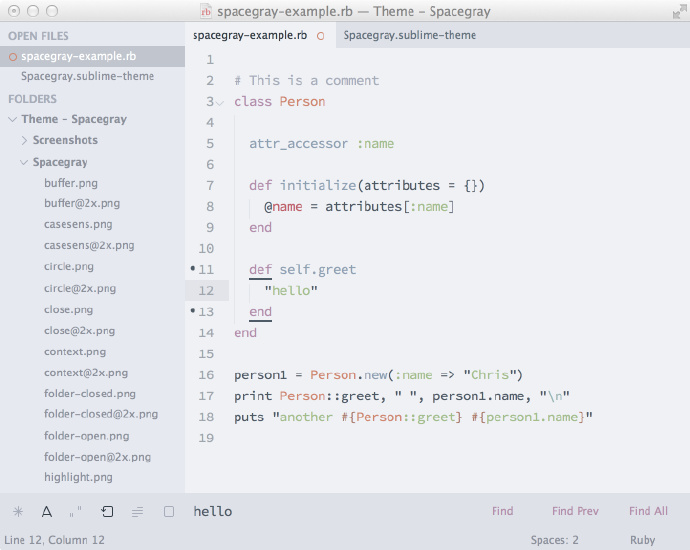 spacegray-example.rb — Theme - Spacegray
OPEN FILES
spacegray-example.rb
Spacegray.sublime-theme
FOLDERS
Theme - Spacegray
Screenshots
Spacegray
buffer.png
buffer@2x.png
casesens.png
casesens@2x.png
circle.png
circle@2x.png
close.png
close@2x.png
context.png
context@2x.png
folder-closed.png
folder-closed@2x.png
folder-open.png
folder-open@2x.png
highlight.png
spacegray-example.rb
Spacegray.sublime-theme
1
2 # This is a comment
3 class Person
4
5 attr_accessor :name
6
7 def initialize(attributes = {})
8 @name = attributes[:name]
9 end
10
11 def self.greet
12 "hello"
13 end
14 end
15
16 person1 = Person.new(:name => "Chris")
17 print Person::greet, " ", person1.name, "\n"
18 puts "another #{Person::greet} #{person1.name}"
19
hello
Find Find Prev Find All
Line 12, Column 12 Spaces: 2 Ruby